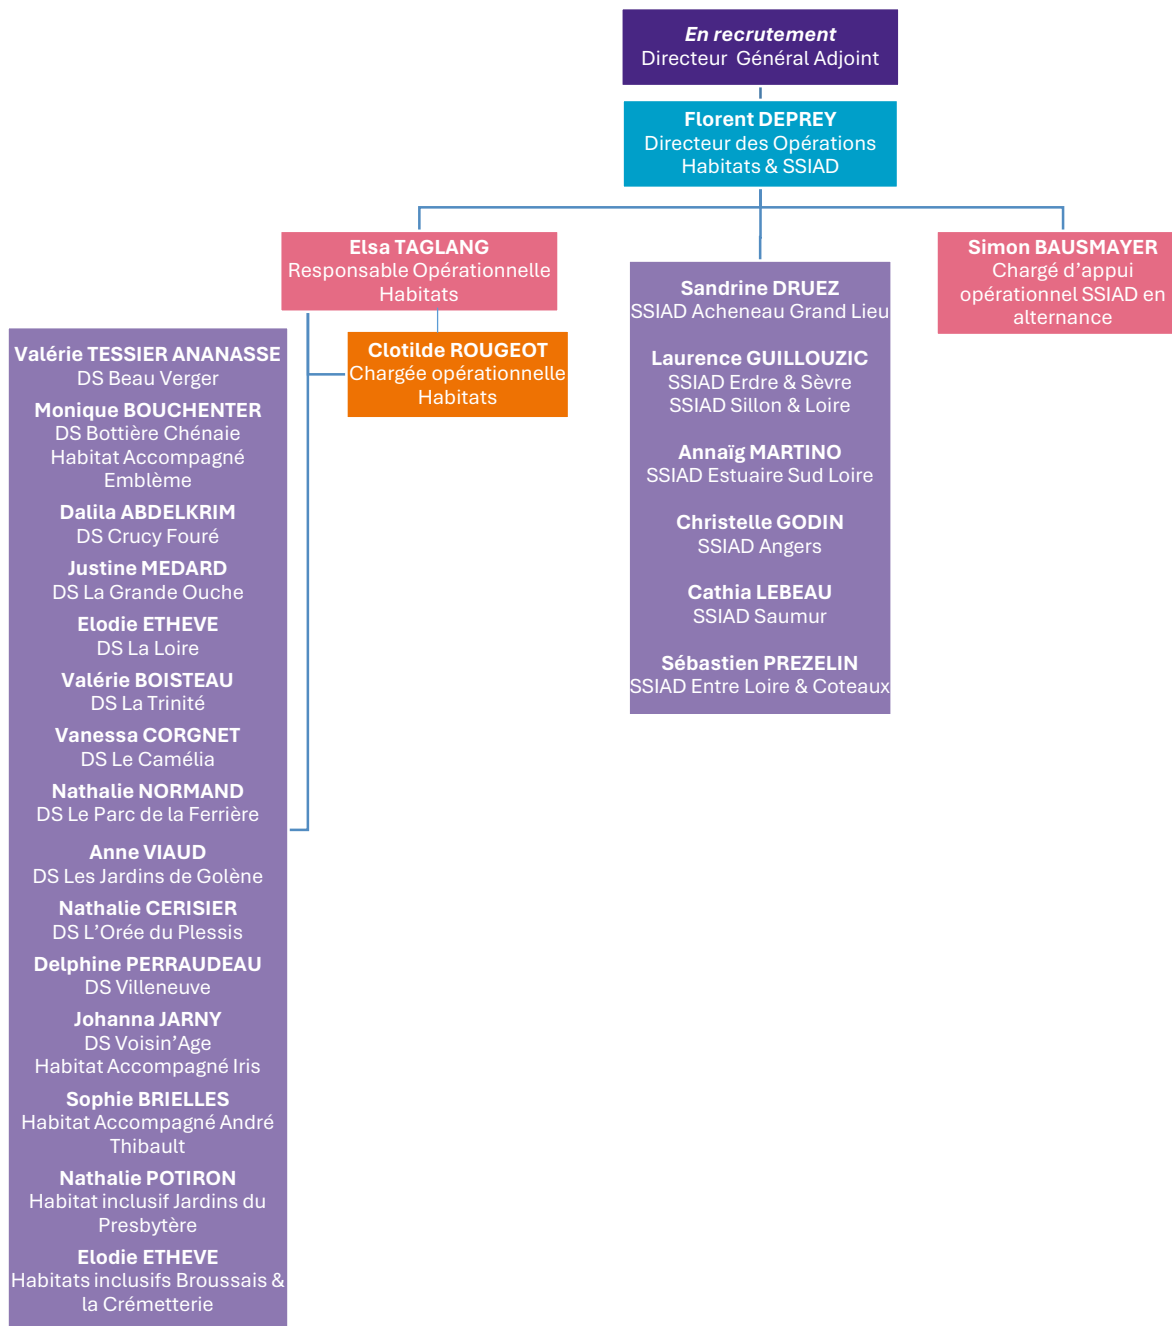 En recrutement
Directeur Général Adjoint
Florent DEPREY
Directeur des Opérations
Habitats & SSIAD
Elsa TAGLANG
Responsable Opérationnelle
Habitats
Simon BAUSMAYER
Chargé d’appui
opérationnel SSIAD en
alternance
Clotilde ROUGEOT
Chargée opérationnelle
Habitats
Valérie TESSIER ANANASSE
DS Beau Verger
Monique BOUCHENTER
DS Bottière Chénaie
Habitat Accompagné
Emblème
Dalila ABDELKRIM
DS Crucy Fouré
Justine MEDARD
DS La Grande Ouche
Elodie ETHEVE
DS La Loire
Valérie BOISTEAU
DS La Trinité
Vanessa CORGNET
DS Le Camélia
Nathalie NORMAND
DS Le Parc de la Ferrière
Anne VIAUD
DS Les Jardins de Golène
Nathalie CERISIER
DS L’Orée du Plessis
Delphine PERRAUDEAU
DS Villeneuve
Johanna JARNY
DS Voisin’Age
Habitat Accompagné Iris
Sophie BRIELLES
Habitat Accompagné André
Thibault
Nathalie POTIRON
Habitat inclusif Jardins du
Presbytère
Elodie ETHEVE
Habitats inclusifs Broussais &
la Crémetterie
Sandrine DRUEZ
SSIAD Acheneau Grand Lieu
Laurence GUILLOUZIC
SSIAD Erdre & Sèvre
SSIAD Sillon & Loire
Annaïg MARTINO
SSIAD Estuaire Sud Loire
Christelle GODIN
SSIAD Angers
Cathia LEBEAU
SSIAD Saumur
Sébastien PREZELIN
SSIAD Entre Loire & Coteaux